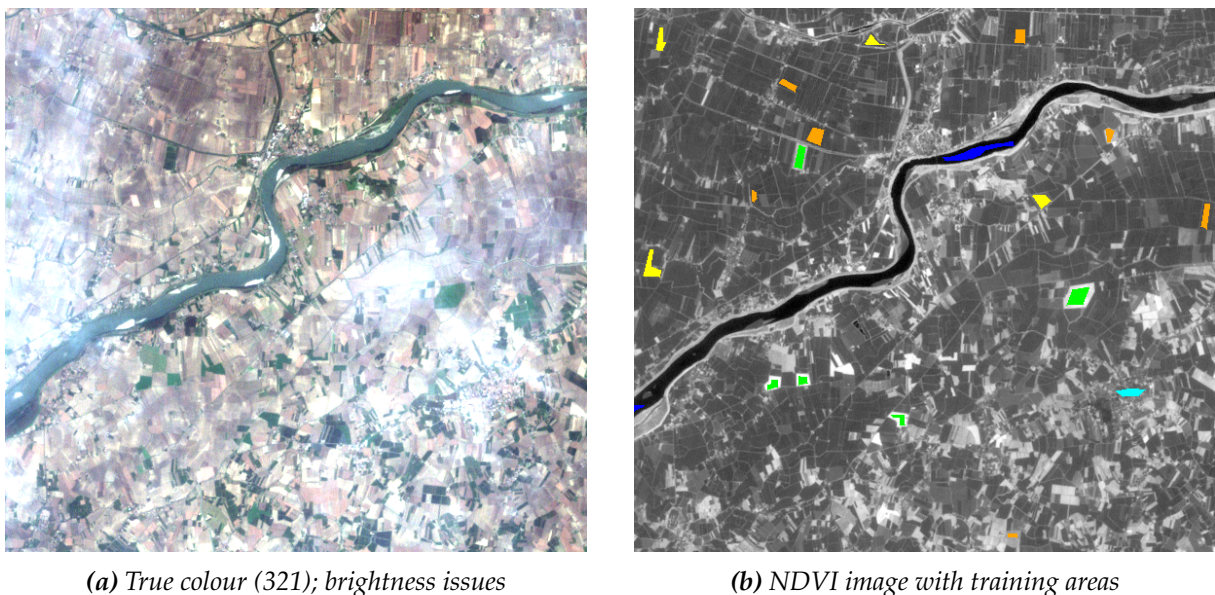 (a) True colour (321); brightness issues
(b) NDVI image with training areas